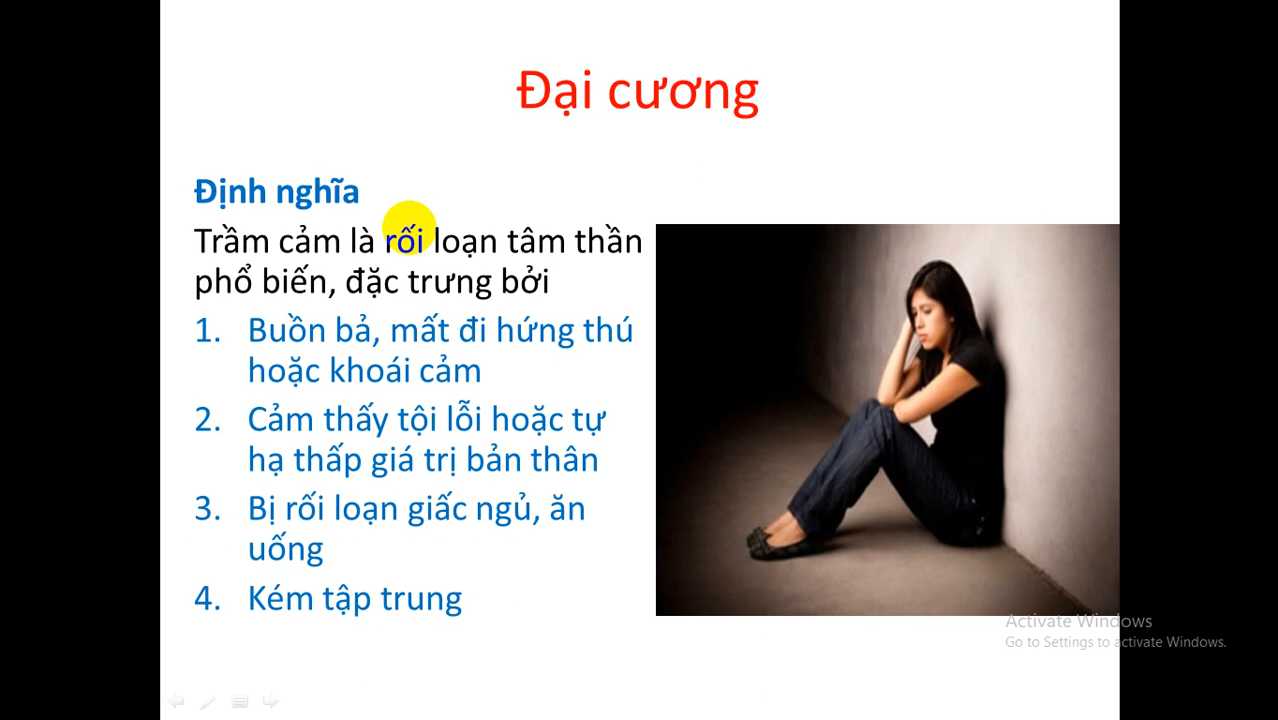 Đại cương
Định nghĩa
Trầm cảm là rối loạn tâm thần
phổ biến, đặc trưng bởi
1. Buồn bả, mất đi hứng thú
hoặc khoái cảm
2. Cảm thấy tội lỗi hoặc tự
hạ thấp giá trị bản thân
3. Bị rối loạn giấc ngủ, ăn
uống
4. Kém tập trung
Activate Windows
Go to Settings to activate Windows.